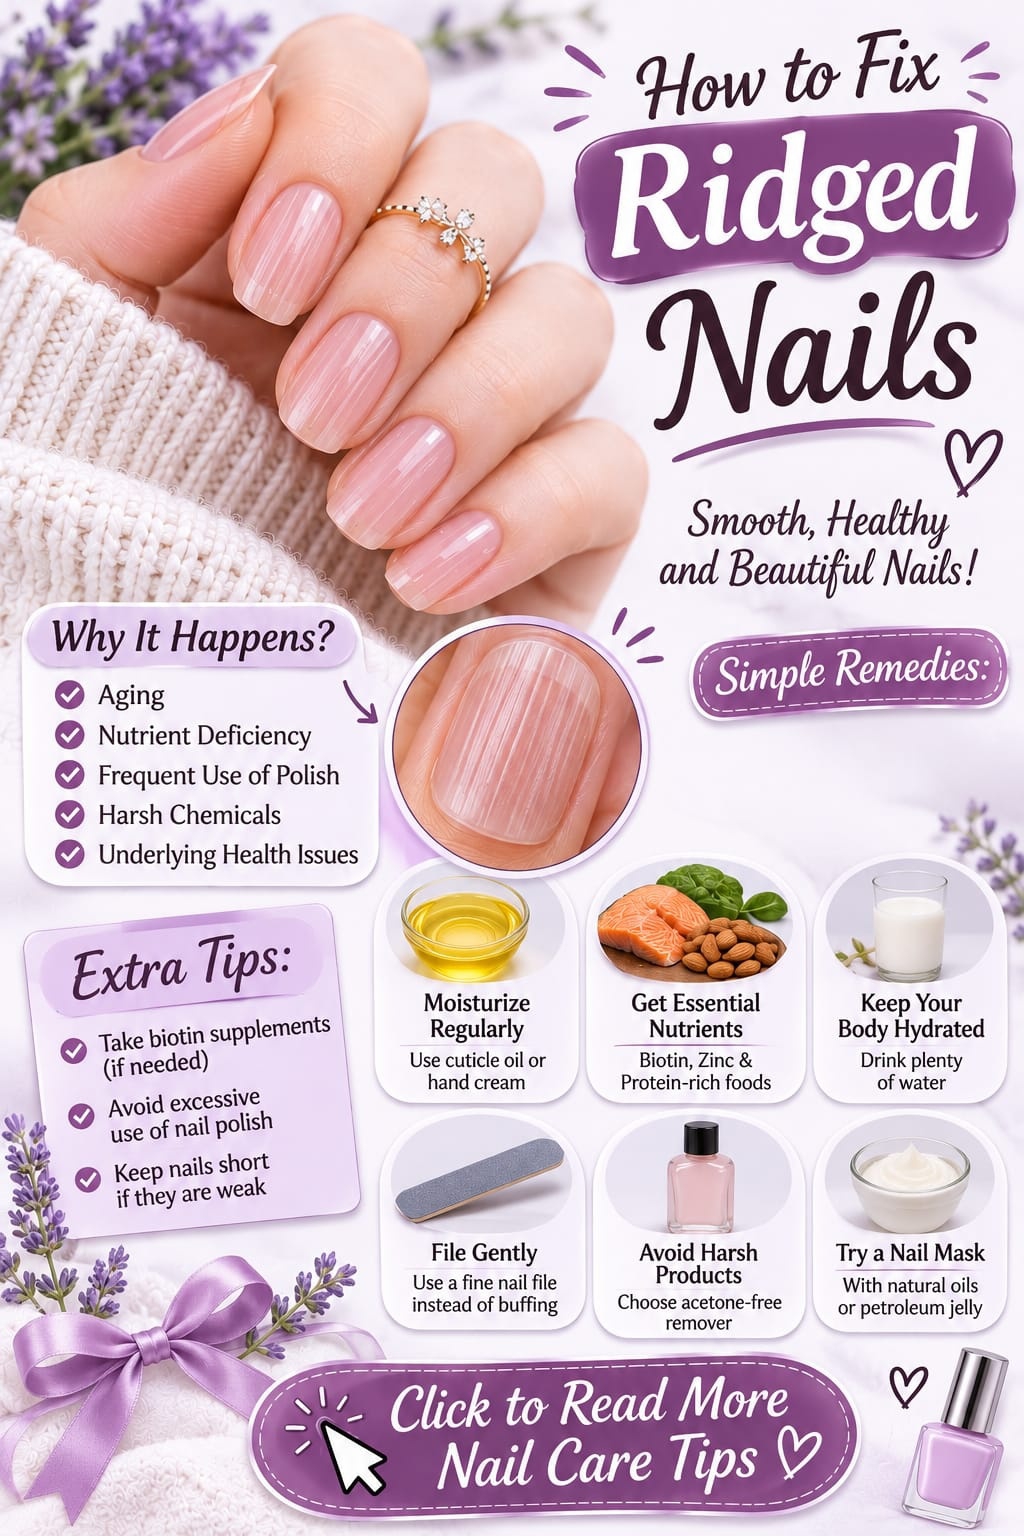 How to Fix
Ridged
Nails
Smooth, Healthy
and Beautiful Nails!
Why It Happens?
Aging
Nutrient Deficiency
Frequent Use of Polish
Harsh Chemicals
Underlying Health Issues
Simple Remedies:
Moisturize
Regularly
Use cuticle oil or
hand cream
Get Essential
Nutrients
Biotin, Zinc &
Protein-rich foods
Keep Your
Body Hydrated
Drink plenty
of water
File Gently
Use a fine nail file
instead of buffing
Avoid Harsh
Products
Choose acetone-free
remover
Try a Nail Mask
With natural oils
or petroleum jelly
Extra Tips:
Take biotin supplements
(if needed)
Avoid excessive
use of nail polish
Keep nails short
if they are weak
Click to Read More
Nail Care Tips